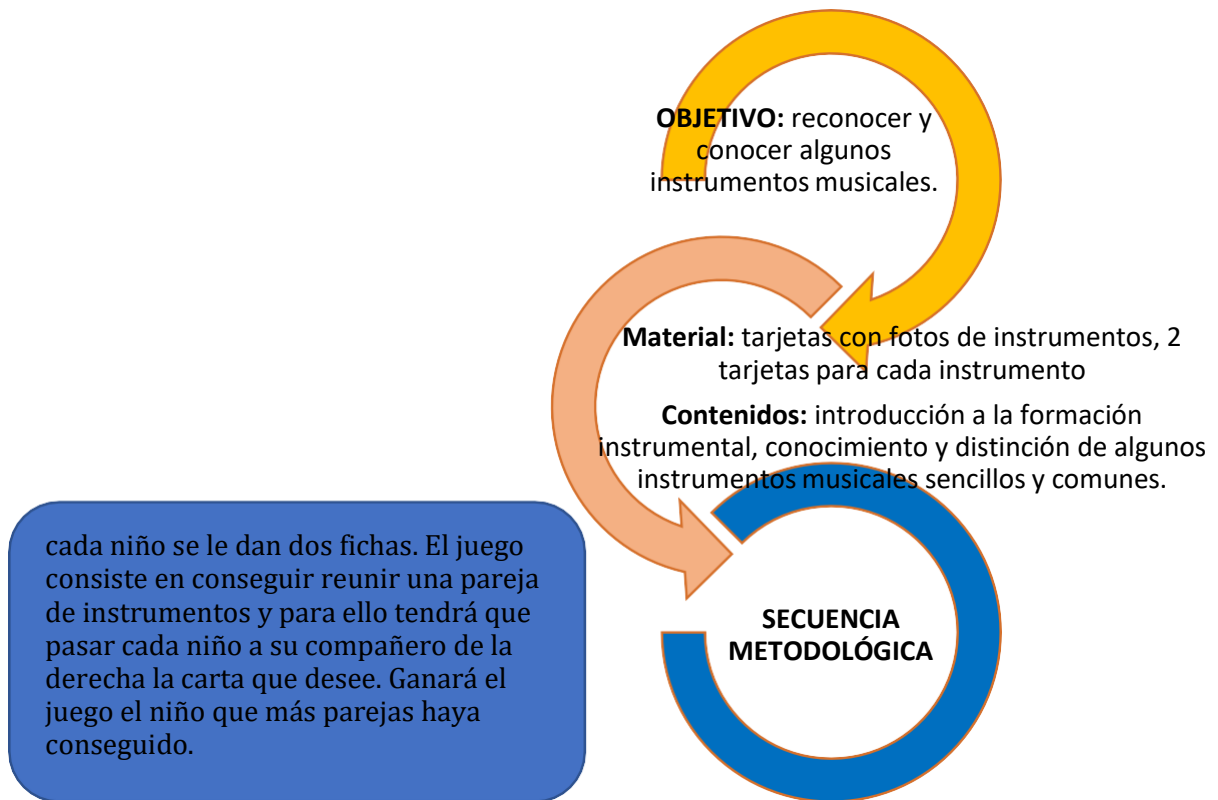 OBJETIVO: reconocer y
conocer algunos
instrumentos musicales.
Material: tarjetas con fotos de instrumentos, 2
tarjetas para cada instrumento
Contenidos: introducción a la formación
instrumental, conocimiento y distinción de algunos
instrumentos musicales sencillos y comunes.
SECUENCIA
METODOLÓGICA
cada niño se le dan dos fichas. El juego
consiste en conseguir reunir una pareja
de instrumentos y para ello tendrá que
pasar cada niño a su compañero de la
derecha la carta que desee. Ganará el
juego el niño que más parejas haya
conseguido.